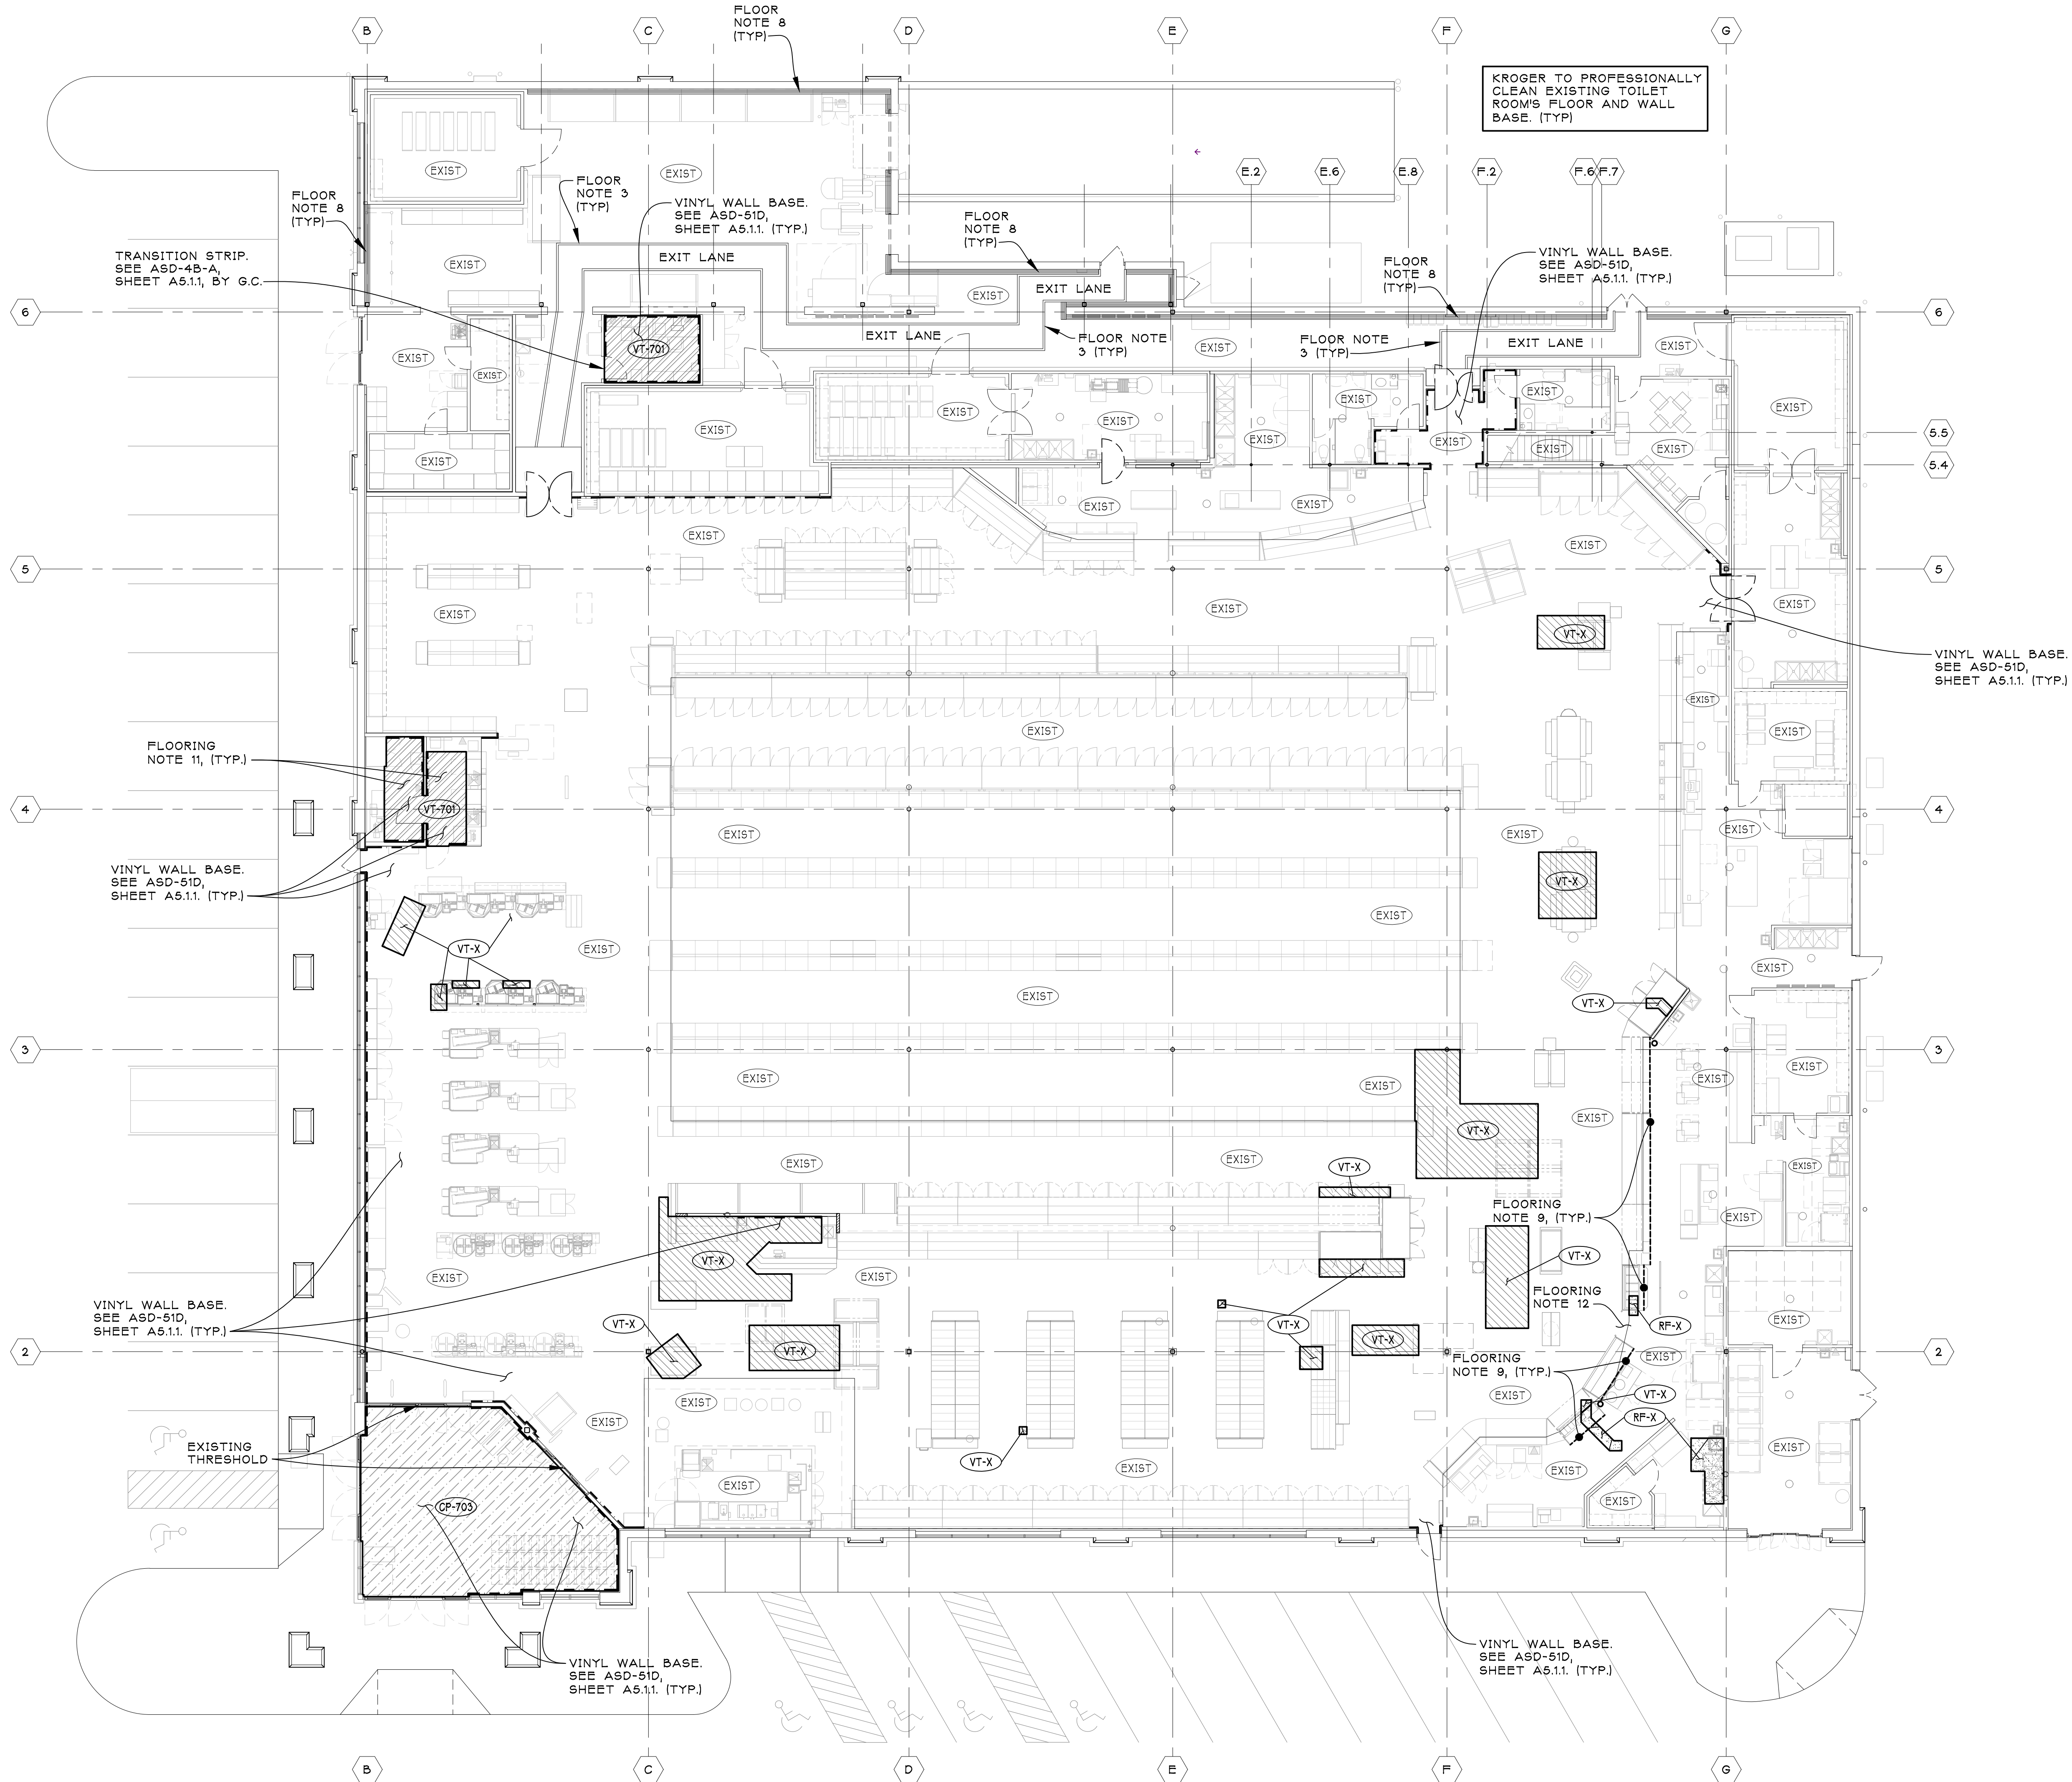 FLOOR
NOTE 8
(TYP)
B
C
D
E
F
G
KROGER TO PROFESSIONALLY
CLEAN EXISTING TOILET
ROOM'S FLOOR AND WALL
BASE. (TYP)
EXIST
EXIST
E.2
E.6
E.8
F.2
F.6
F.7
FLOOR
NOTE 8
(TYP)
FLOOR
NOTE 3
(TYP)
VINYL WALL BASE.
SEE ASD-51D,
SHEET A5.1.1. (TYP.)
FLOOR
NOTE 8
(TYP)
TRANSITION STRIP.
SEE ASD-4B-A,
SHEET A5.1.1, BY G.C.
EXIST
EXIT LANE
EXIST
EXIT LANE
FLOOR
NOTE 8
(TYP)
VINYL WALL BASE.
SEE ASD-51D,
SHEET A5.1.1. (TYP.)
6
6
EXIST
EXIST
VT-701
EXIT LANE
FLOOR NOTE
3 (TYP)
EXIST
FLOOR NOTE
3 (TYP)
EXIT LANE
EXIST
EXIST
EXIST
EXIST
EXIST
EXIST
EXIST
EXIST
EXIST
EXIST
EXIST
EXIST
EXIST
5.5
EXIST
5.4
EXIST
EXIST
EXIST
EXIST
5
5
EXIST
EXIST
EXIST
VT-X
VINYL WALL BASE.
SEE ASD-51D,
SHEET A5.1.1. (TYP.)
EXIST
EXIST
EXIST
FLOORING
NOTE 11, (TYP.)
4
VT-701
4
EXIST
EXIST
EXIST
VINYL WALL BASE.
SEE ASD-51D,
SHEET A5.1.1. (TYP.)
VT-X
EXIST
VT-X
EXIST
EXIST
EXIST
VT-X
3
3
EXIST
EXIST
EXIST
EXIST
EXIST
VT-X
EXIST
EXIST
EXIST
VT-X
EXIST
FLOORING
NOTE 9, (TYP.)
EXIST
VT-X
VT-X
EXIST
EXIST
VINYL WALL BASE.
SEE ASD-51D,
SHEET A5.1.1. (TYP.)
FLOORING
NOTE 12
VT-X
VT-X
RF-X
EXIST
2
VT-X
VT-X
2
FLOORING
NOTE 9, (TYP.)
EXIST
EXIST
EXIST
VT-X
EXIST
RF-X
EXISTING
THRESHOLD
VT-X
EXIST
EXIST
EXIST
EXIST
EXIST
CP-703
VINYL WALL BASE.
SEE ASD-51D,
SHEET A5.1.1. (TYP.)
VINYL WALL BASE.
SEE ASD-51D,
SHEET A5.1.1. (TYP.)
B
C
D
E
F
G